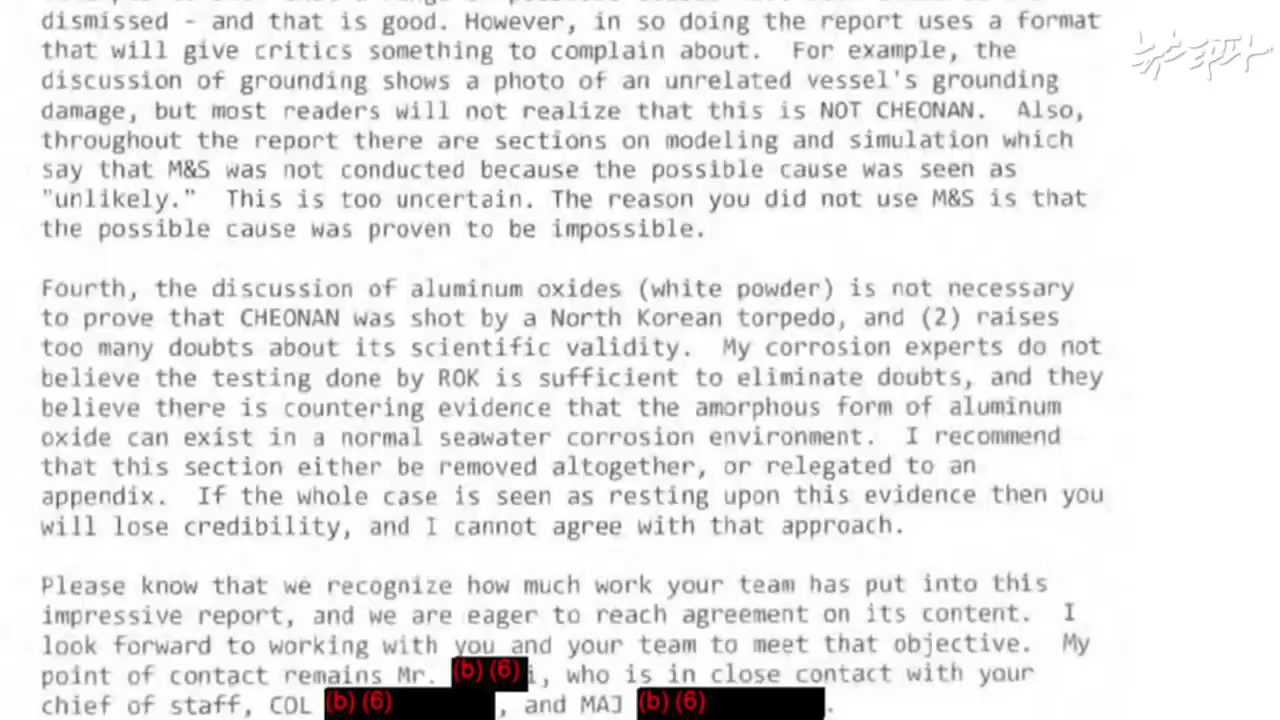 dismissed - and that is good. However, in so doing the report uses a format
that will give critics something to complain about. For example, the
discussion of grounding shows a photo of an unrelated vessel's grounding
damage, but most readers will not realize that this is NOT CHEONAN. Also,
throughout the report there are sections on modeling and simulation which
say that M&S was not conducted because the possible cause was seen as
"unlikely." This is too uncertain. The reason you did not use M&S is that
the possible cause was proven to be impossible.
Fourth, the discussion of aluminum oxides (white powder) is not necessary
to prove that CHEONAN was shot by a North Korean torpedo, and (2) raises
too many doubts about its scientific validity. My corrosion experts do not
believe the testing done by ROK is sufficient to eliminate doubts, and they
believe there is countering evidence that the amorphous form of aluminum
oxide can exist in a normal seawater corrosion environment. I recommend
that this section either be removed altogether, or relegated to an
appendix. If the whole case is seen as resting upon this evidence then you
will lose credibility, and I cannot agree with that approach.
Please know that we recognize how much work your team has put into this
impressive report, and we are eager to reach agreement on its content. I
look forward to working with you and your team to meet that objective. My
point of contact remains Mr. (b) (6) i, who is in close contact with your
chief of staff, COL (b) (6) , and MAJ (b) (6) .
뉴스타파